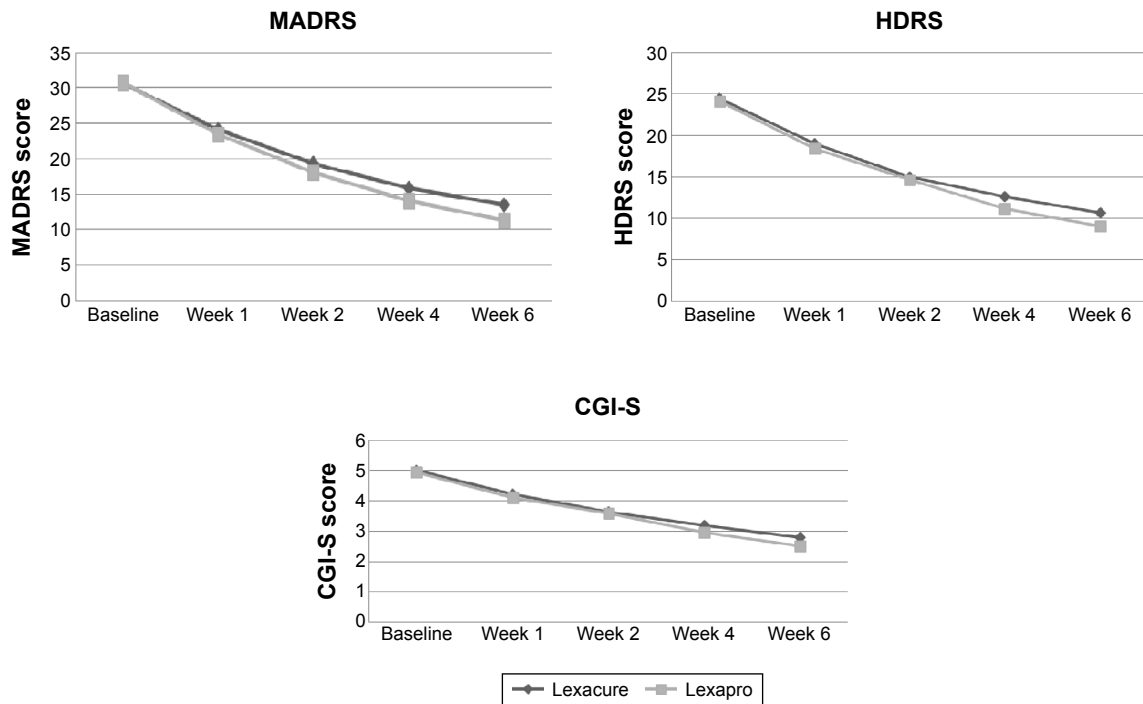 MADRS
MADRS score
35
30
25
20
15
10
5
0
Baseline Week 1 Week 2 Week 4 Week 6
HDRS
HDRS score
30
25
20
15
10
5
0
Baseline Week 1 Week 2 Week 4 Week 6
CGI-S
CGI-S score
6
5
4
3
2
1
0
Baseline Week 1 Week 2 Week 4 Week 6
Lexacure Lexapro